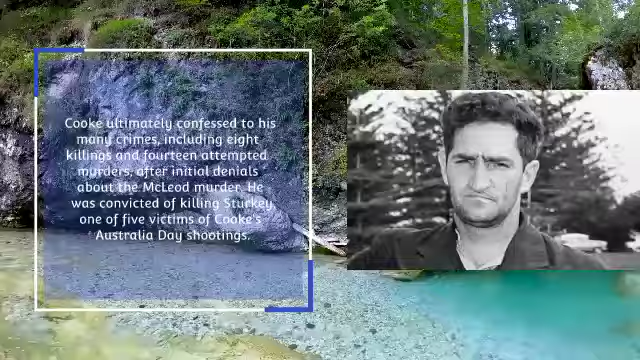 Cooke ultimately confessed to his
many crimes, including eight
killings and fourteen attempted
murders, after initial denials
about the McLeod murder. He
was convicted of killing Sturkey,
one of five victims of Cooke's
Australia Day shootings.